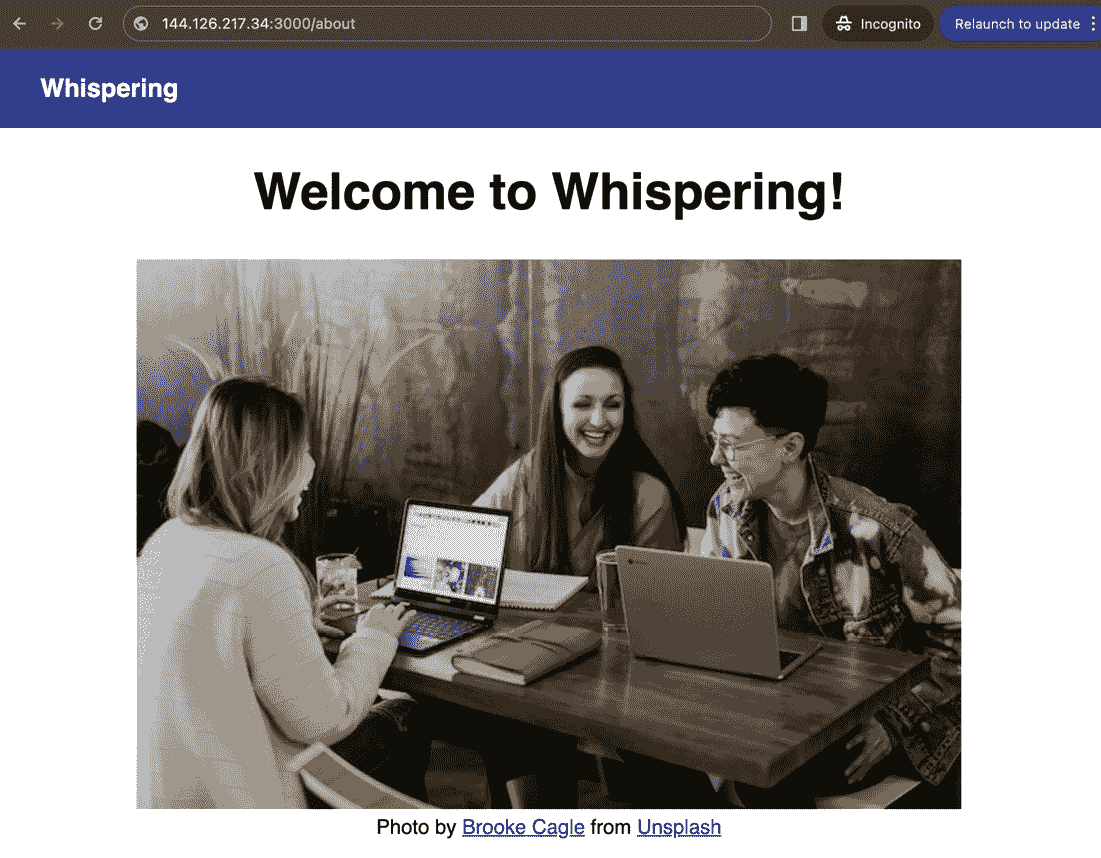 144.126.217.34:3000/about
Incognito
Relaunch to update
Whispering
Welcome to Whispering!
Photo by Brooke Cagle from Unsplash